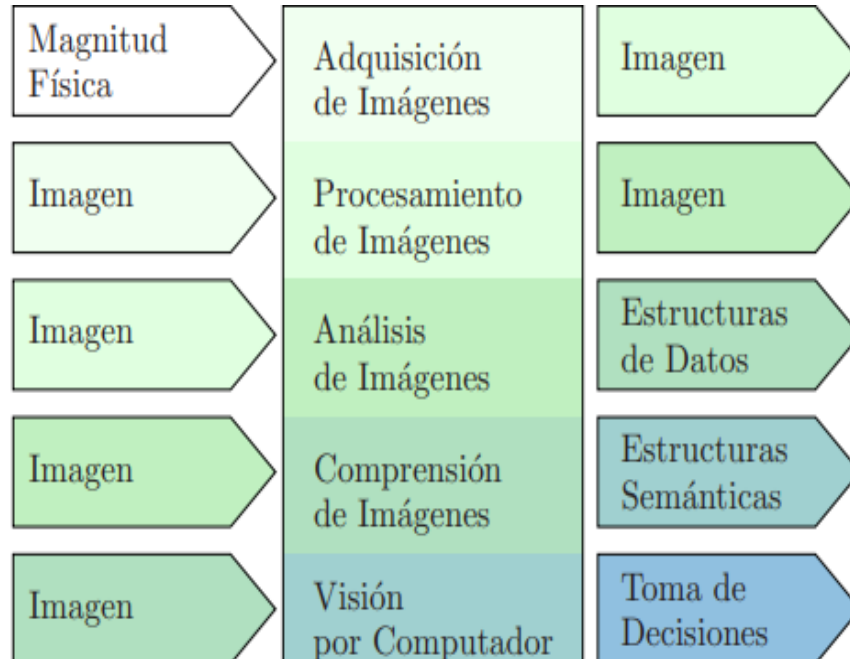 Magnitud
Física
Adquisición
de Imágenes
Imagen
Imagen
Procesamiento
de Imágenes
Imagen
Imagen
Análisis
de Imágenes
Estructuras
de Datos
Imagen
Comprensión
de Imágenes
Estructuras
Semánticas
Imagen
Visión
por Computador
Toma de
Decisiones